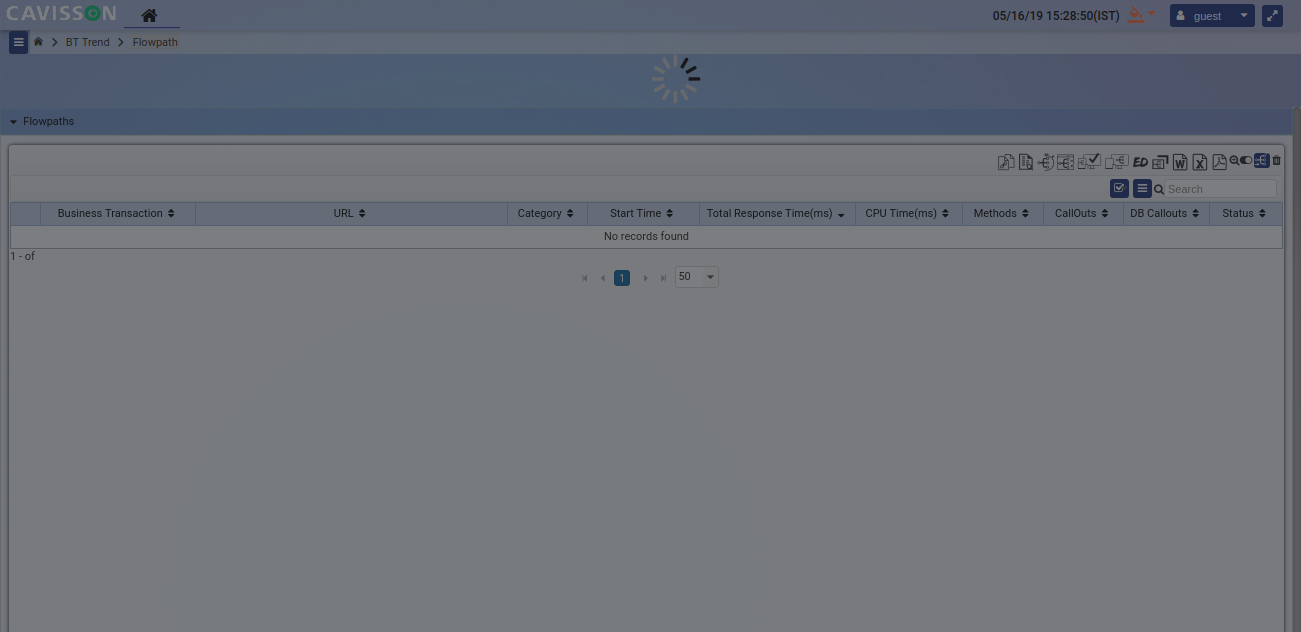 CAVISSON
05/16/19 15:28:50(IST)
guest
BT Trend
Flowpath
Flowpaths
ED
Search
Business Transaction
URL
Category
Start Time
Total Response Time(ms)
CPU Time(ms)
Methods
CallOuts
DB Callouts
Status
No records found
1 - of
1
50